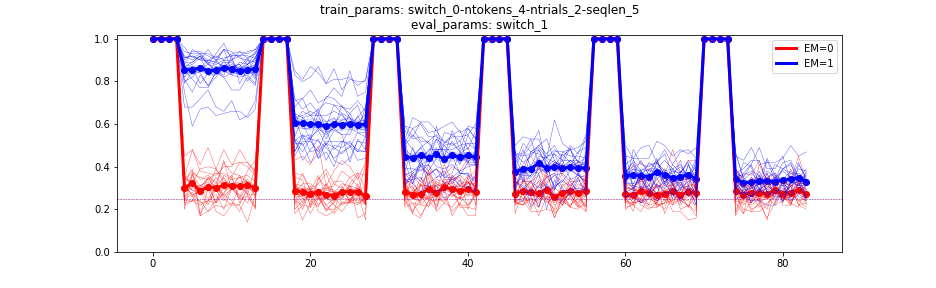 train_params: switch_0-ntokens_4-ntrials_2-seqlen_5
eval_params: switch_1
1.0
0.8
0.6
0.4
0.2
0.0
EM=0
EM=1
0
20
40
60
80